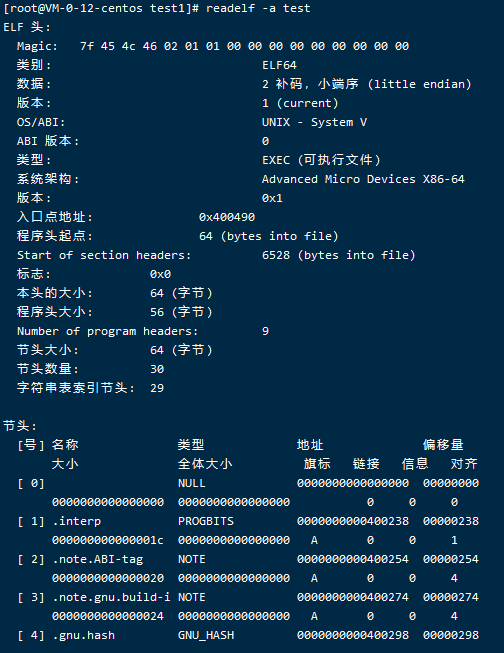 [root@VM-0-12-centos test1]# readelf -a test
ELF 头:
Magic: 7f 45 4c 46 02 01 01 00 00 00 00 00 00 00 00 00
类别: ELF64
数据: 2 补码, 小端序 (little endian)
版本: 1 (current)
OS/ABI: UNIX - System V
ABI 版本: 0
类型: EXEC (可执行文件)
系统架构: Advanced Micro Devices X86-64
版本: 0x1
入口点地址: 0x400490
程序头起点: 64 (bytes into file)
Start of section headers: 6528 (bytes into file)
标志: 0x0
本头的大小: 64 (字节)
程序头大小: 56 (字节)
Number of program headers: 9
节头大小: 64 (字节)
节头数量: 30
字符串表索引节头: 29
节头:
[号] 名称 类型 地址 偏移量
大小 全体大小 旗标 链接 信息 对齐
[ 0] NULL 0000000000000000 00000000
0000000000000000 0000000000000000 0 0 0
[ 1] .interp PROGBITS 0000000000400238 00000238
000000000000001c 0000000000000000 A 0 0 1
[ 2] .note.ABI-tag NOTE 0000000000400254 00000254
0000000000000020 0000000000000000 A 0 0 4
[ 3] .note.gnu.build-i NOTE 0000000000400274 00000274
0000000000000024 0000000000000000 A 0 0 4
[ 4] .gnu.hash GNU_HASH 0000000000400298 00000298